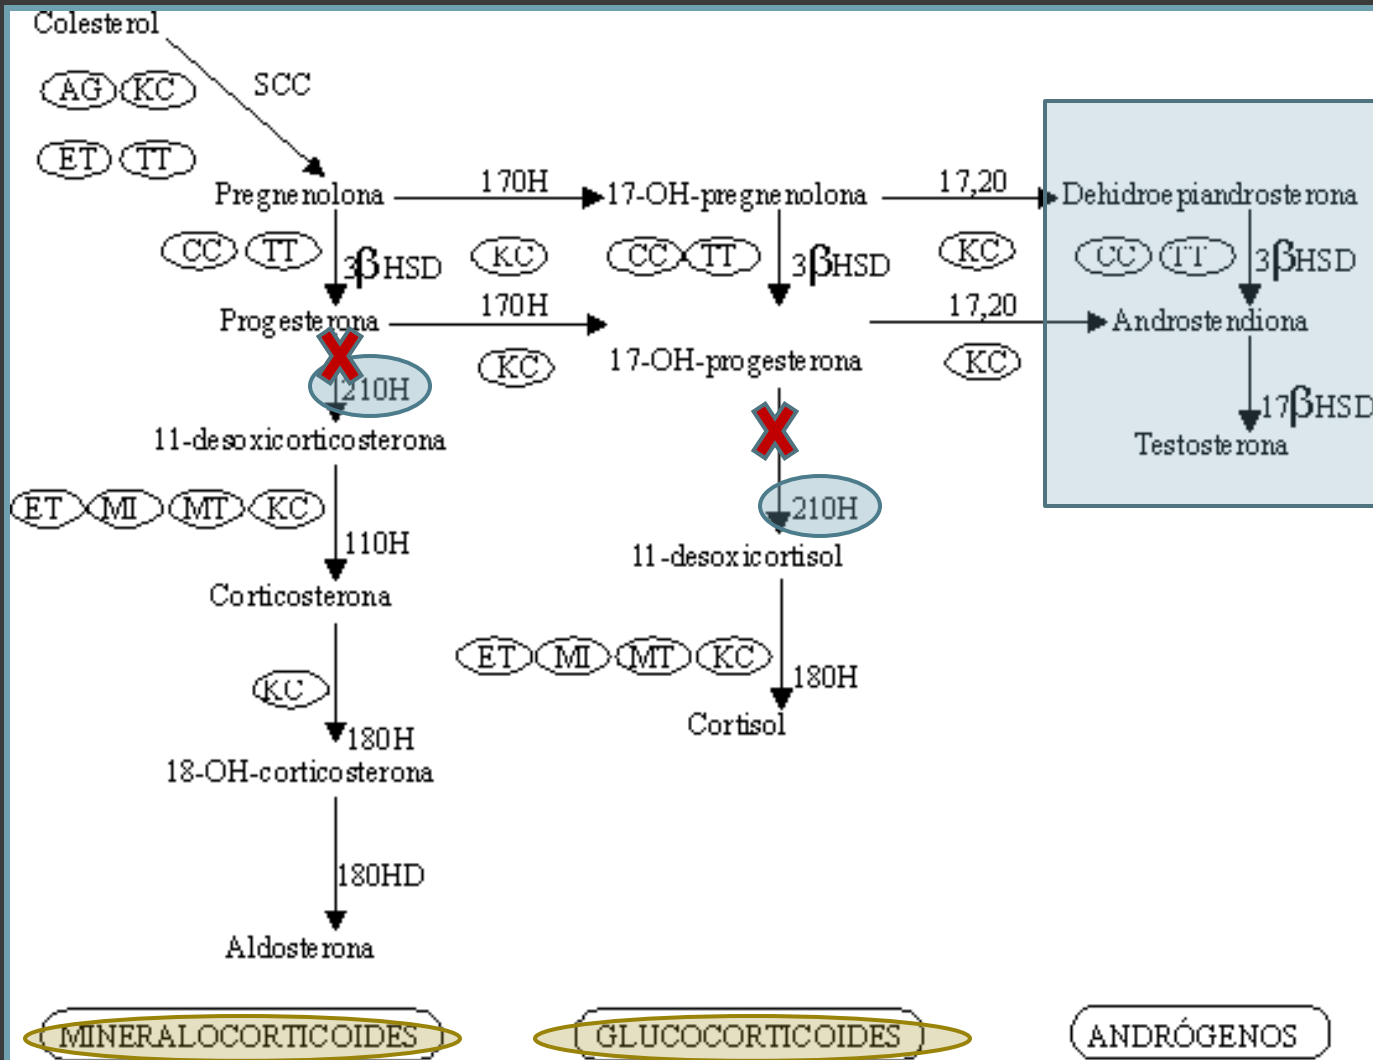 Colesterol
AG KC SCC
ET TT
Pregnenolona 170H 17-OH-pregnenolona 17,20 Dehidroepiandrosterona
CC TT 3βHSD KC CC TT 3βHSD KC CC TT 3βHSD
Progesterona 170H 17,20 Androstendiona
KC 17-OH-progesterona KC
210H 17βHSD
11-desoxicorticosterona Testosterona
ET MI MT KC 210H
110H 11-desoxicortisol
Corticosterona
ET MI MT KC 180H
KC Cortisol
180H
18-OH-corticosterona
180HD
Aldosterona
MINERALOCORTICOIDES GLUCOCORTICOIDES ANDRÓGENOS